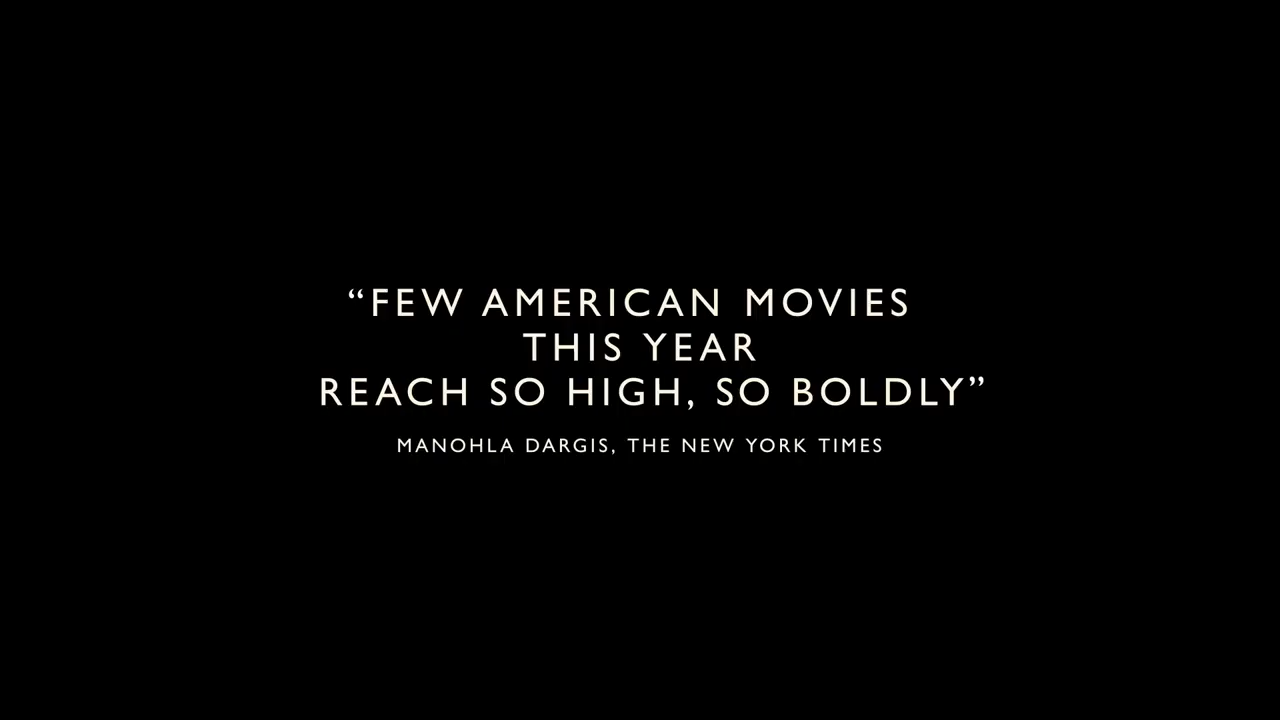 “FEW AMERICAN MOVIES
THIS YEAR
REACH SO HIGH, SO BOLDLY”
MANOHLA DARGIS, THE NEW YORK TIMES